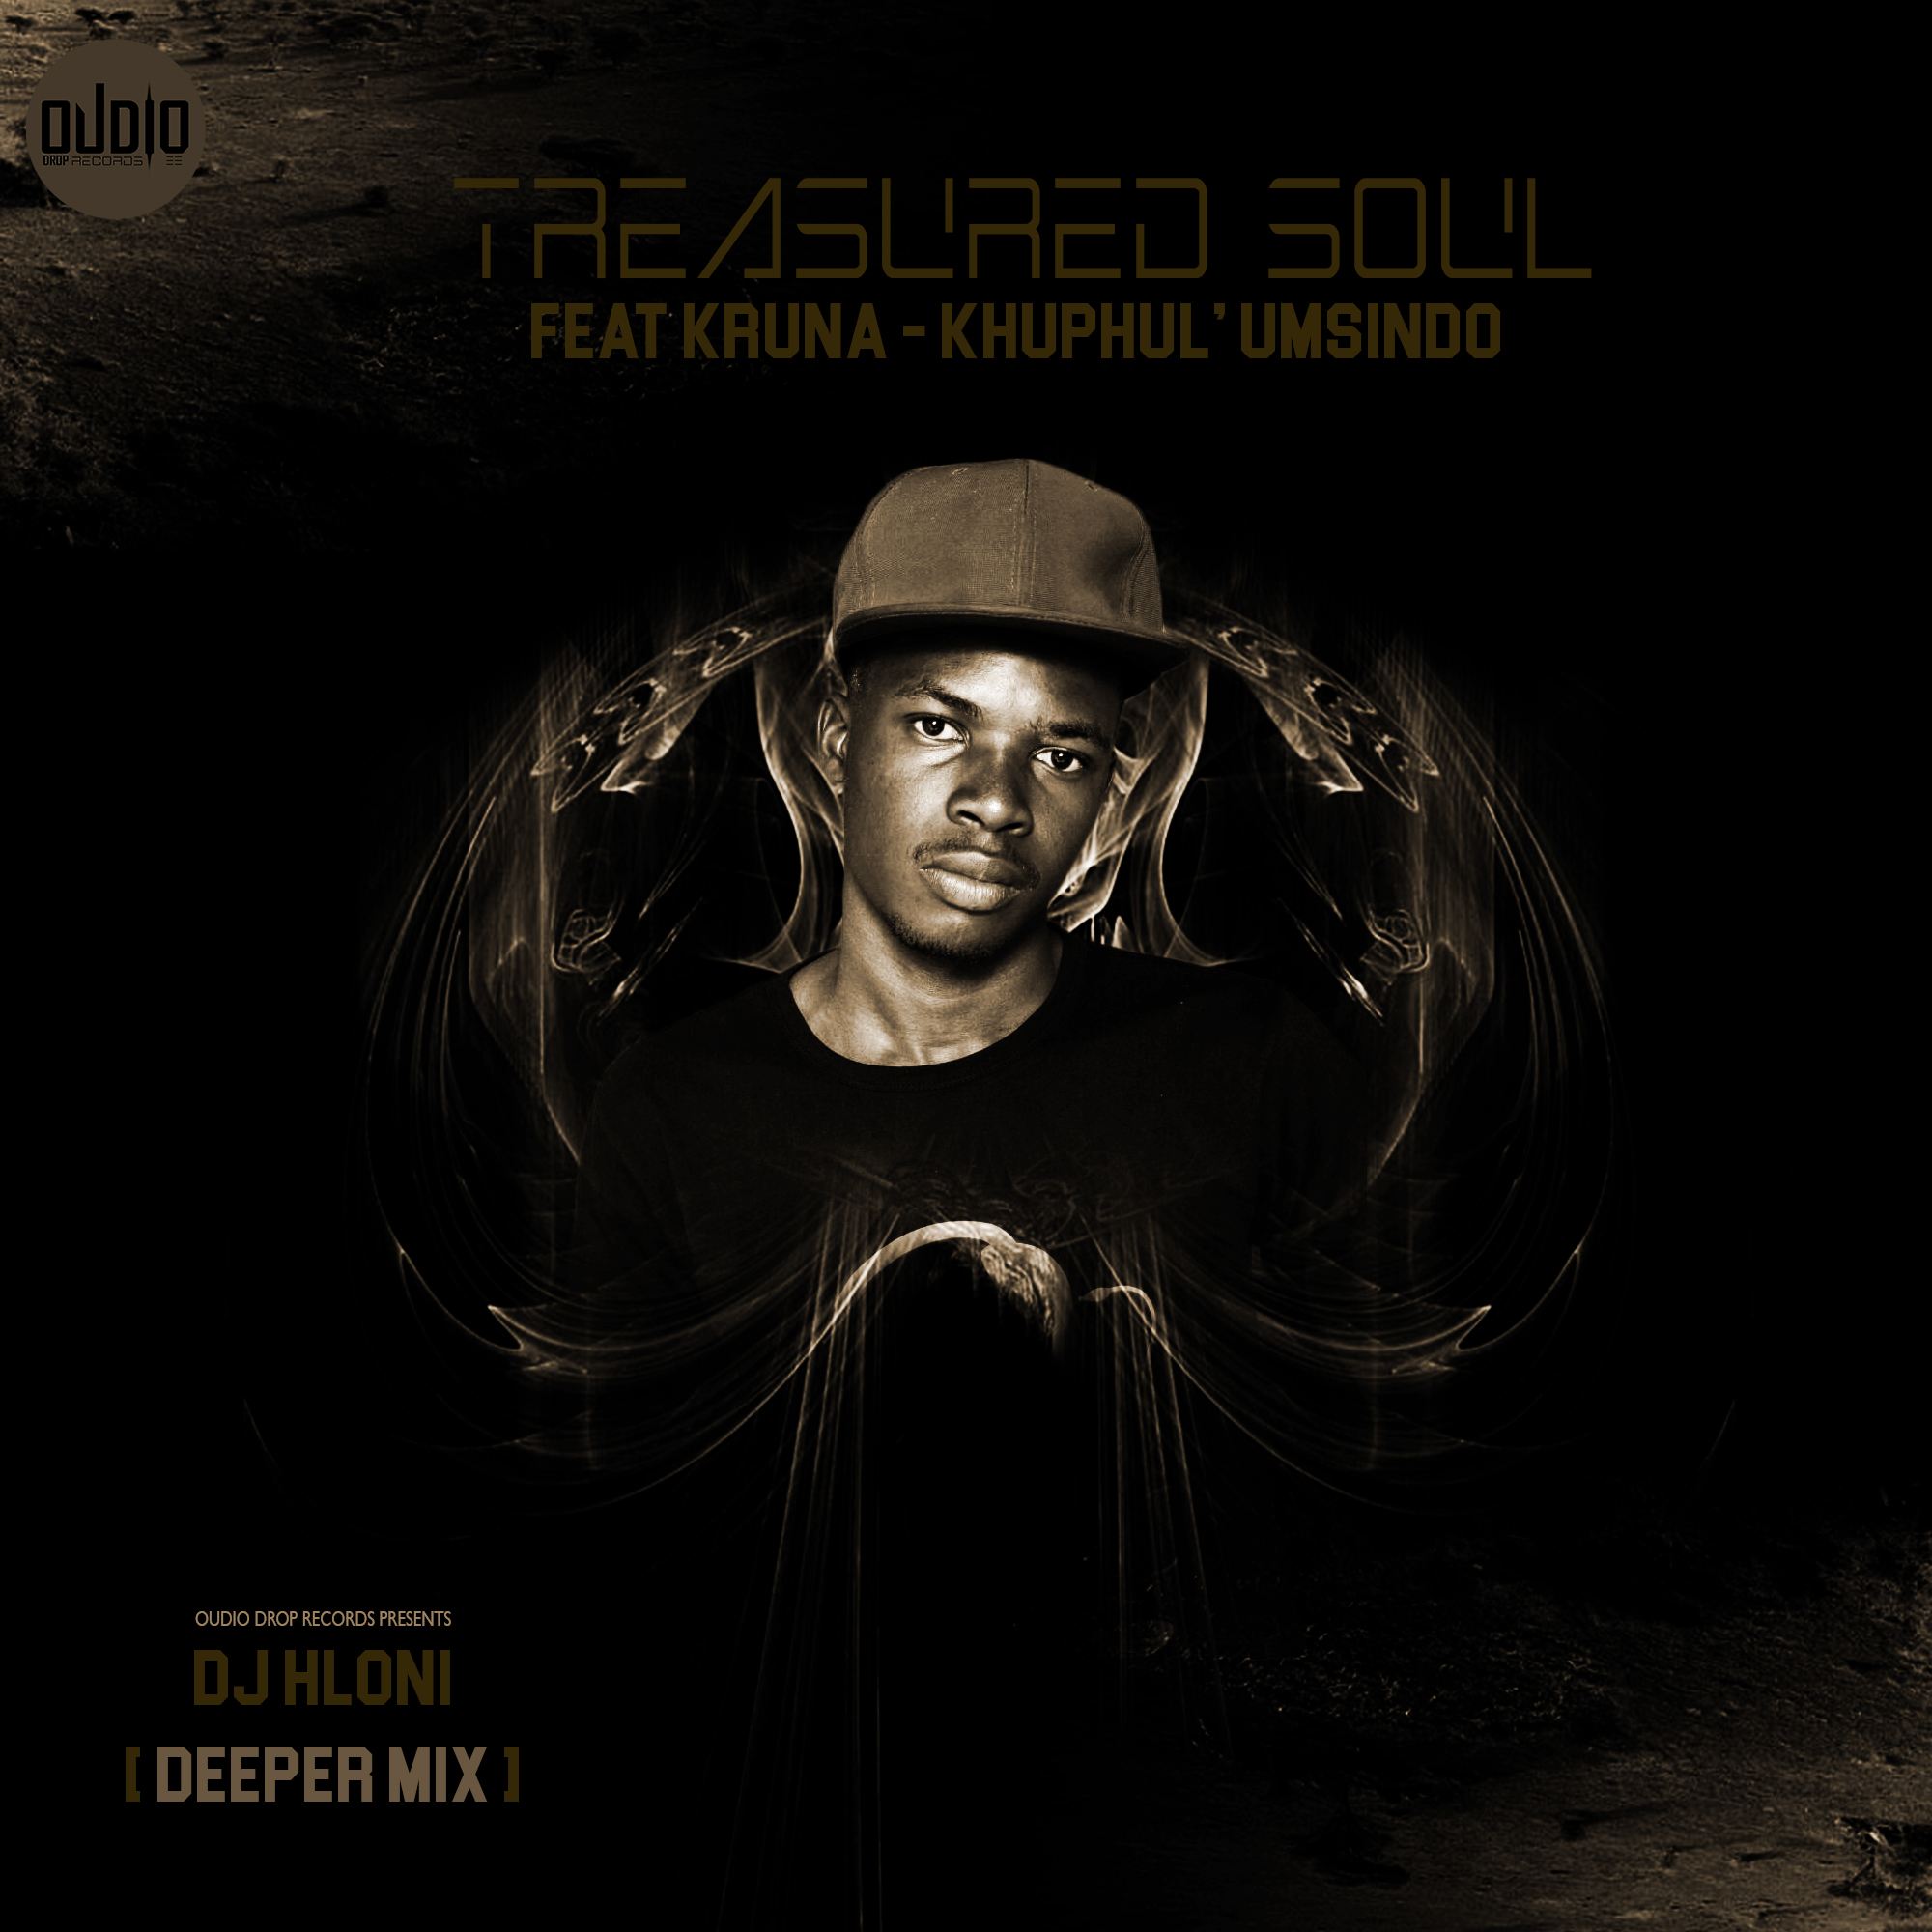 OUDIO
DROP RECORDS
TREASURED SOUL
FEAT KRUNA - KHUPHUL' UMSINDO
OUDIO DROP RECORDS PRESENTS
DJ HLONI
[ DEEPER MIX ]